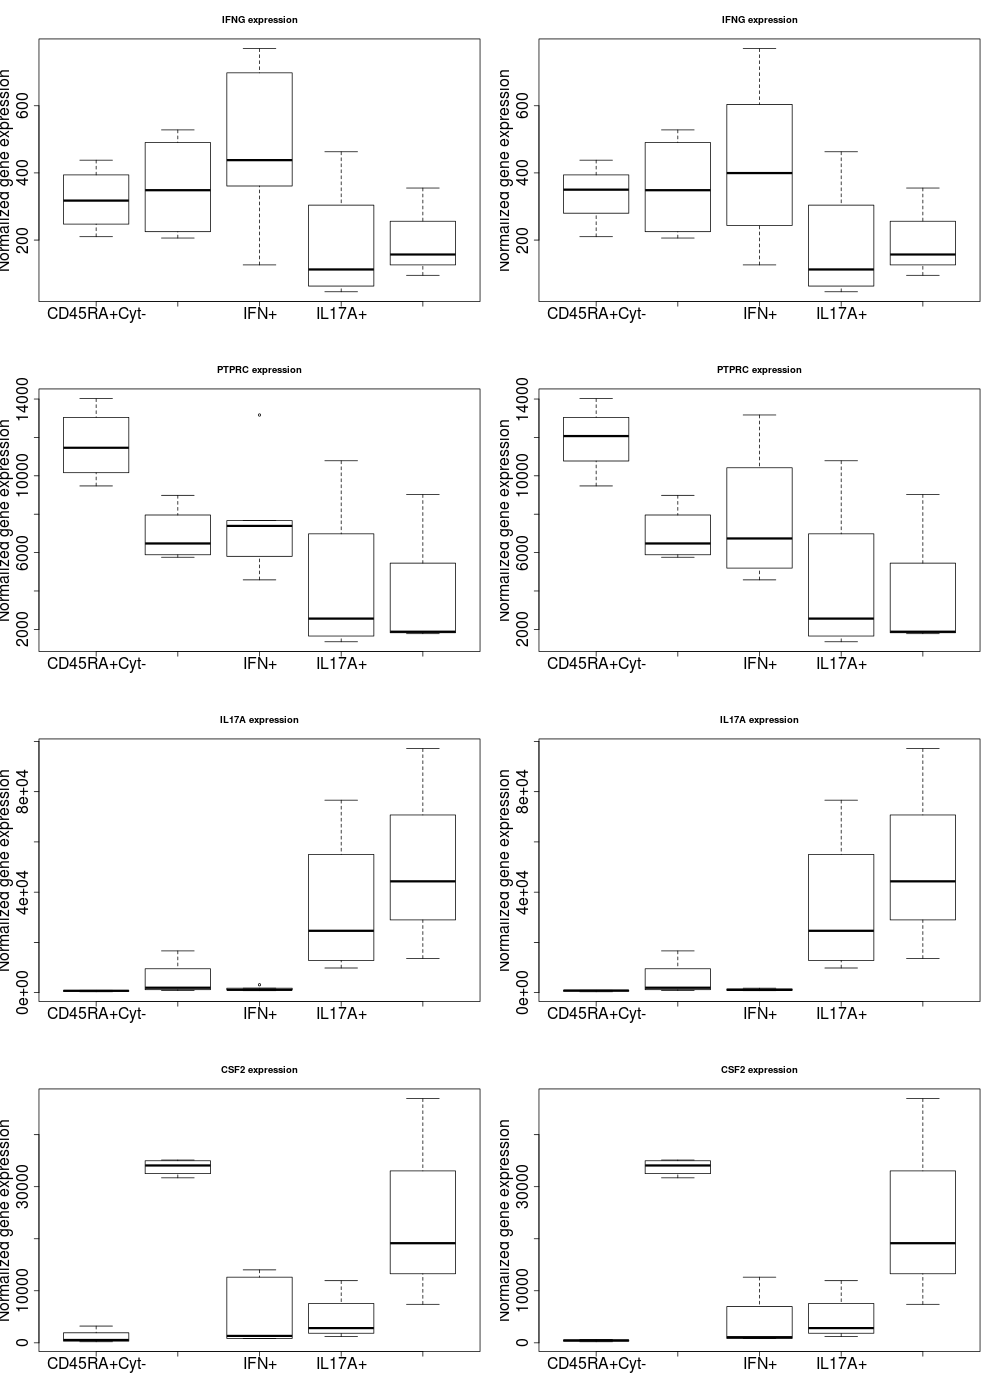 IFNG expression
IFNG expression
Normalized gene expression
200
400
600
CD45RA+Cyt-
IFN+
IL17A+
Normalized gene expression
200
400
600
CD45RA+Cyt-
IFN+
IL17A+
PTPRC expression
PTPRC expression
Normalized gene expression
2000
6000
10000
14000
CD45RA+Cyt-
IFN+
IL17A+
Normalized gene expression
2000
6000
10000
14000
CD45RA+Cyt-
IFN+
IL17A+
IL17A expression
IL17A expression
Normalized gene expression
0e+00
4e+04
8e+04
CD45RA+Cyt-
IFN+
IL17A+
Normalized gene expression
0e+00
4e+04
8e+04
CD45RA+Cyt-
IFN+
IL17A+
CSF2 expression
CSF2 expression
Normalized gene expression
0
10000
30000
CD45RA+Cyt-
IFN+
IL17A+
Normalized gene expression
0
10000
30000
CD45RA+Cyt-
IFN+
IL17A+